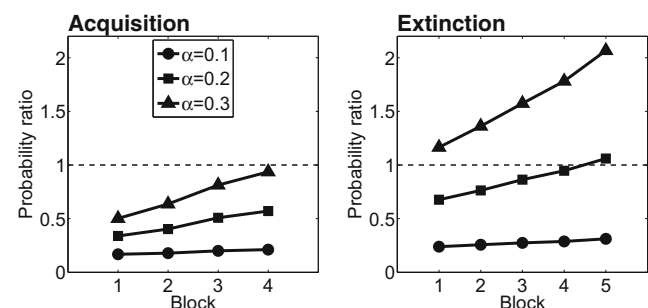 Acquisition
Probability ratio
2
1.5
1
0.5
0
α=0.1
α=0.2
α=0.3
1 2 3 4
Block
Extinction
Probability ratio
2
1.5
1
0.5
0
1 2 3 4 5
Block